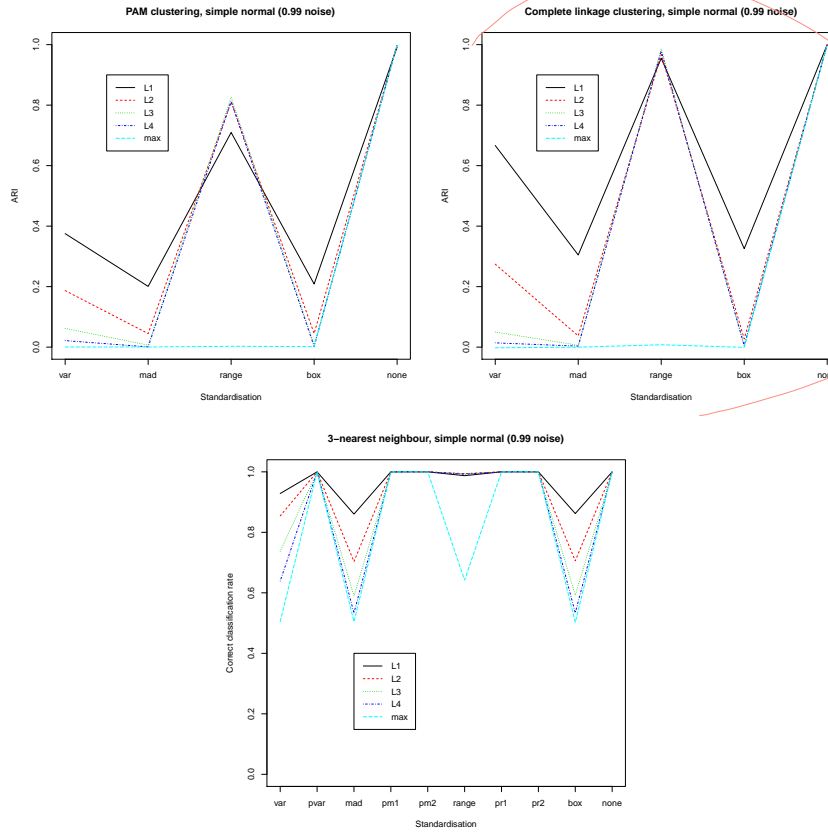 PAM clustering, simple normal (0.99 noise)
ARI
1.0
0.8
0.6
0.4
0.2
0.0
L1
L2
L3
L4
max
var mad range box none
Standardisation
Complete linkage clustering, simple normal (0.99 noise)
ARI
1.0
0.8
0.6
0.4
0.2
0.0
L1
L2
L3
L4
max
var mad range box
Standardisation
3−nearest neighbour, simple normal (0.99 noise)
Correct classification rate
1.0
0.8
0.6
0.4
0.2
0.0
L1
L2
L3
L4
max
var pvar mad pm1 pm2 range pr1 pr2 box none
Standardisation